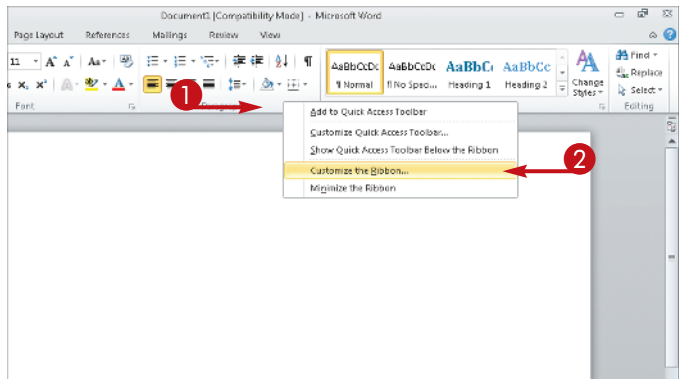 Document1 [Compatibility Mode] - Microsoft Word
Page Layout References Mailings Review View
11 Aa
AaBbCcDc AaBbCcDc AaBbCc AaBbCc
¶ Normal ¶ No Spaci... Heading 1 Heading 2
Change Styles
Find
Replace
Select
Font Paragraph Editing
1
Add to Quick Access Toolbar
Customize Quick Access Toolbar...
Show Quick Access Toolbar Below the Ribbon
2
Customize the Ribbon...
Minimize the Ribbon